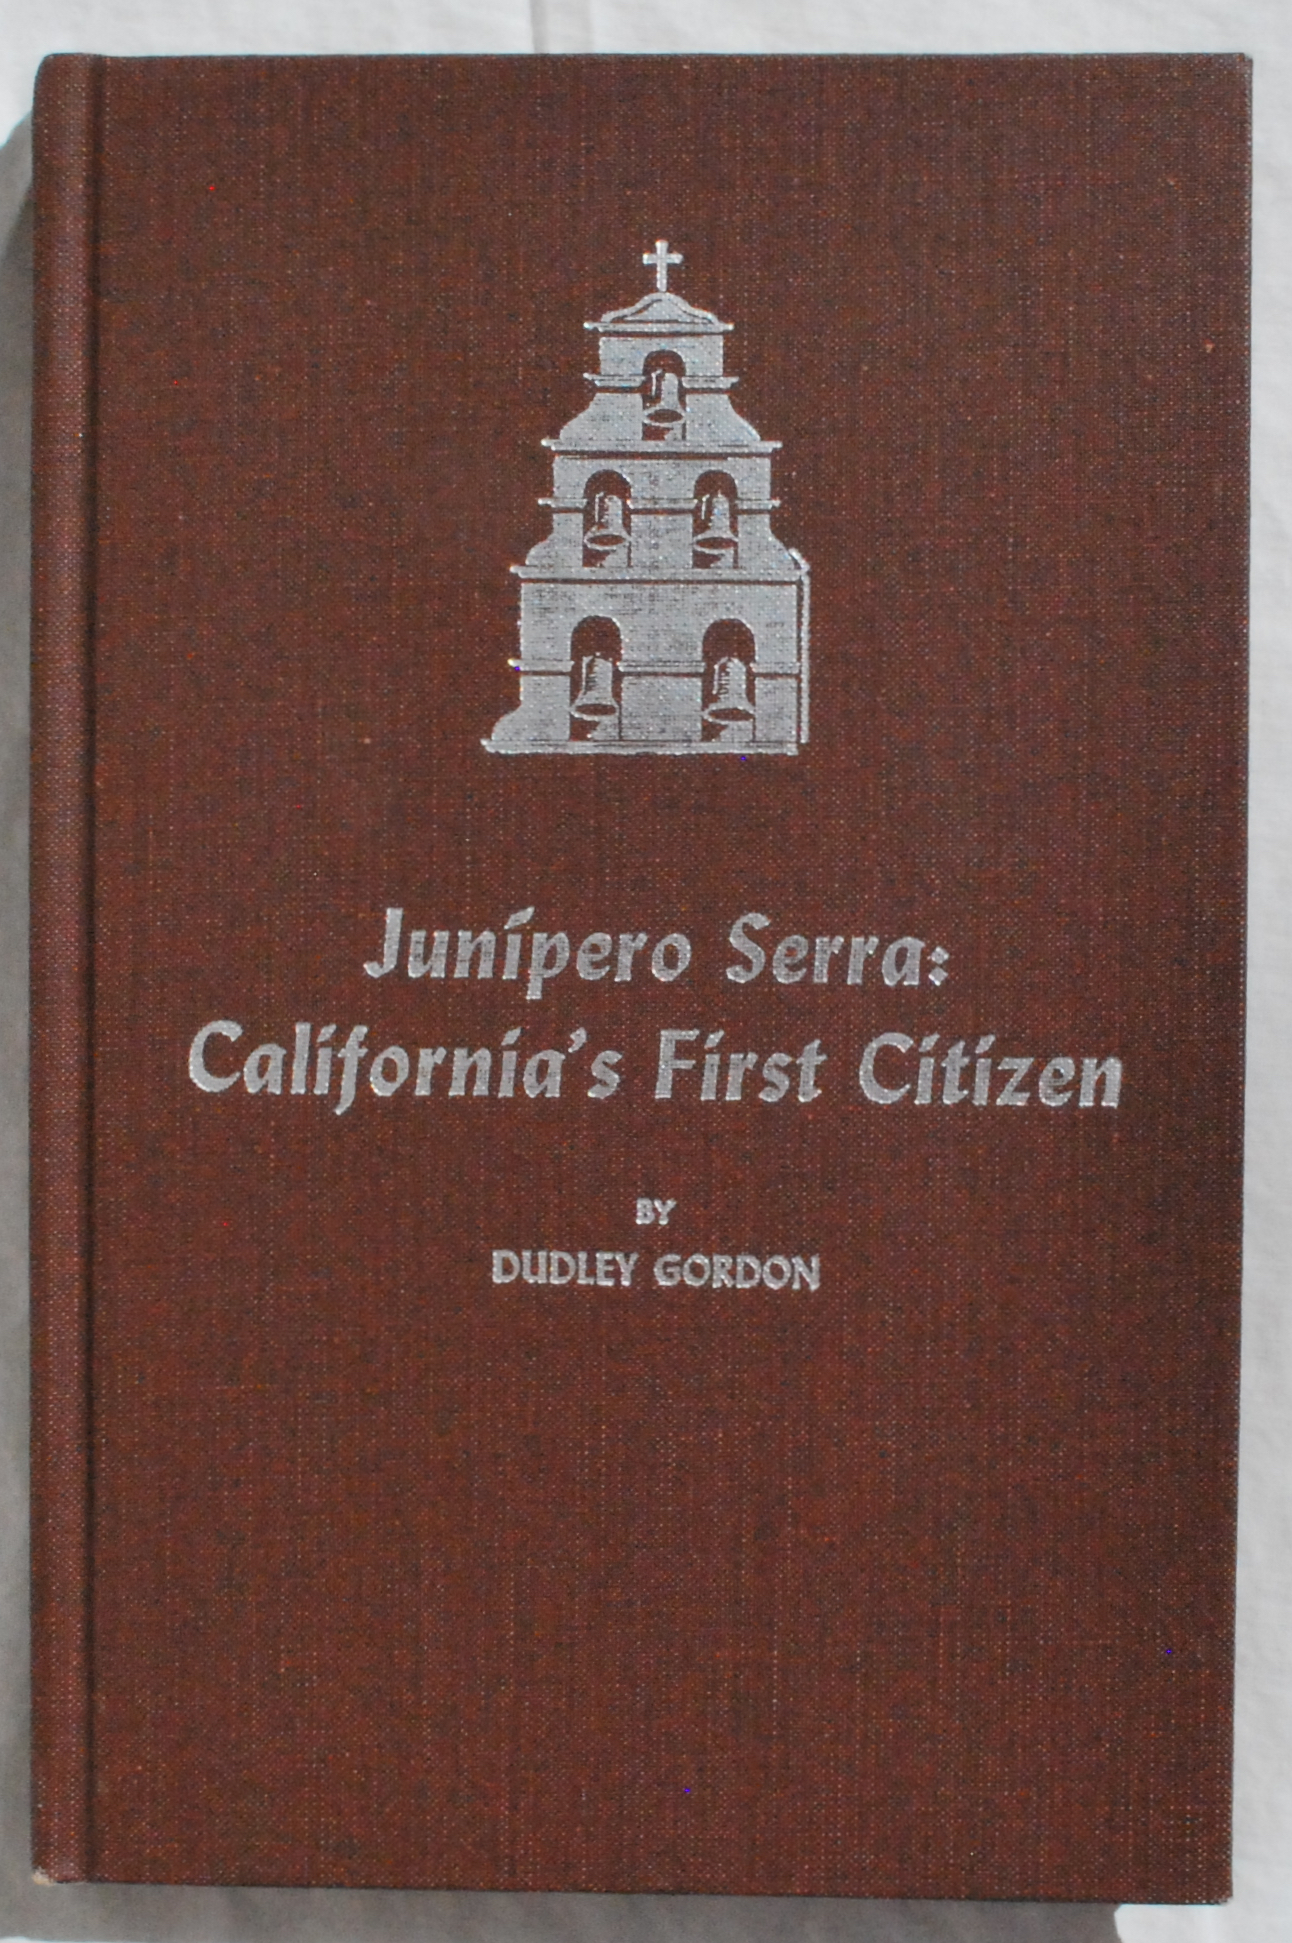 Junípero Serra:
California's First Citizen
BY
DUDLEY GORDON